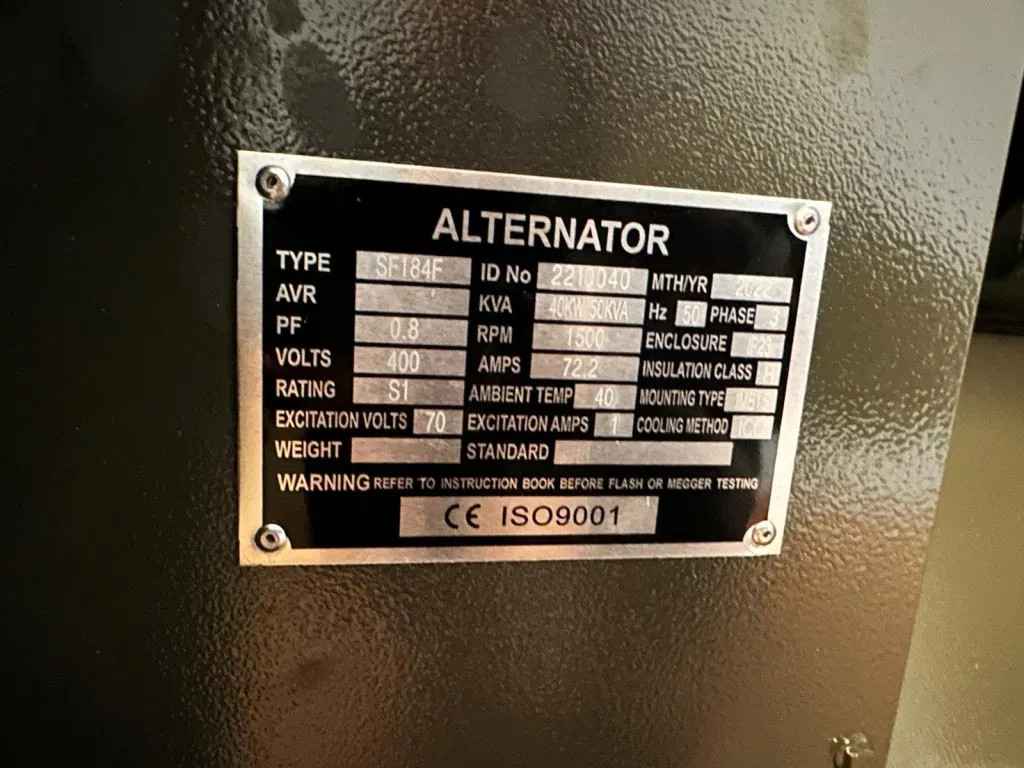 ALTERNATOR
TYPE SF184F ID No 2210040 MTH/YR 2022
AVR KVA 40KW/50KVA Hz 50 PHASE 3
PF 0.8 RPM 1500 ENCLOSURE IP23
VOLTS 400 AMPS 72.2 INSULATION CLASS H
RATING S1 AMBIENT TEMP 40 MOUNTING TYPE
EXCITATION VOLTS 70 EXCITATION AMPS 1 COOLING METHOD
WEIGHT STANDARD
WARNING REFER TO INSTRUCTION BOOK BEFORE FLASH OR MEGGER TESTING
CE ISO9001